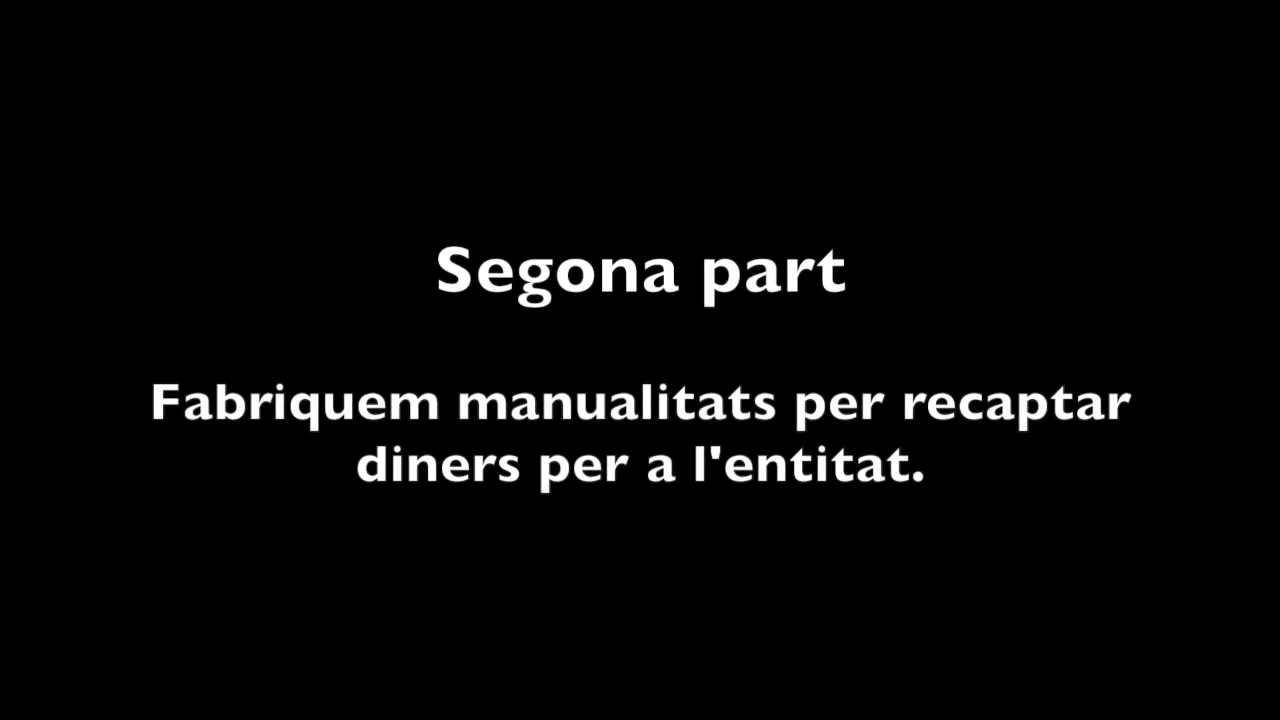 Segona part
Fabriquem manualitats per recaptar
diners per a l'entitat.